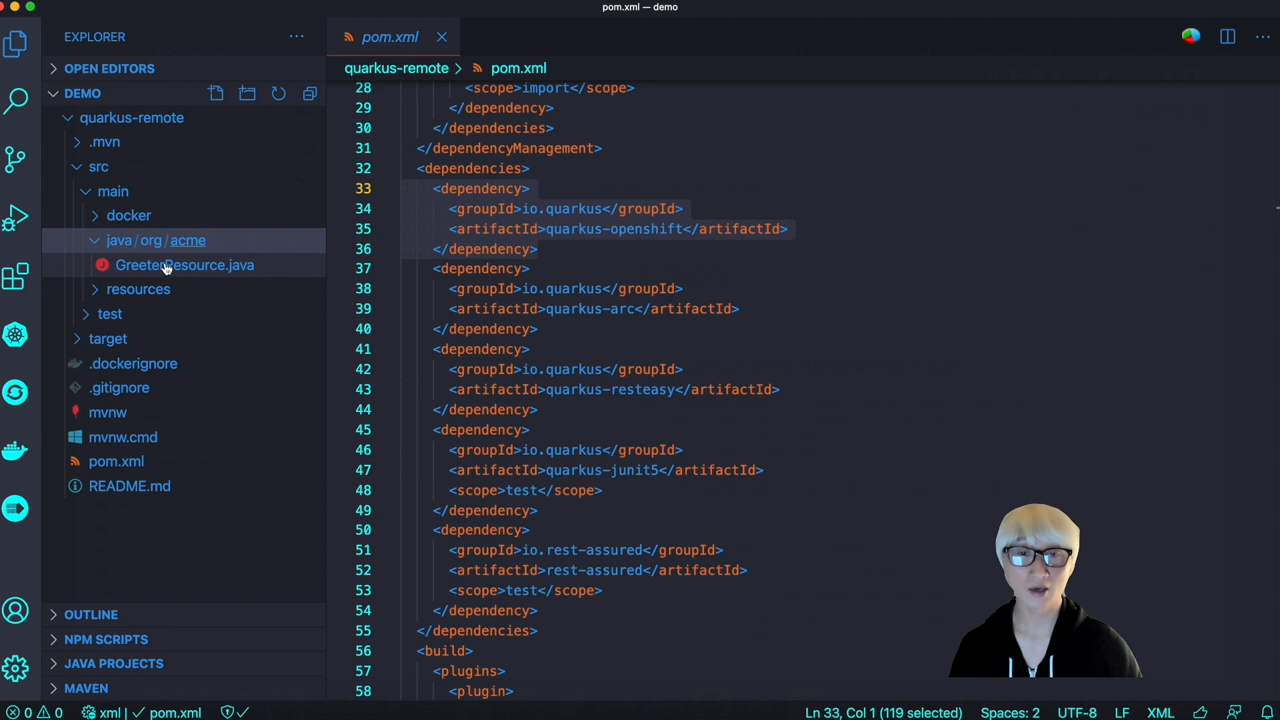 pom.xml — demo
EXPLORER
OPEN EDITORS
DEMO
quarkus-remote
.mvn
src
main
docker
java/org/acme
GreeterResource.java
resources
test
target
.dockerignore
.gitignore
mvnw
mvnw.cmd
pom.xml
README.md
OUTLINE
NPM SCRIPTS
JAVA PROJECTS
MAVEN
pom.xml
quarkus-remote > pom.xml
28 <scope>import</scope>
29 </dependency>
30 </dependencies>
31 </dependencyManagement>
32 <dependencies>
33 <dependency>
34 <groupId>io.quarkus</groupId>
35 <artifactId>quarkus-openshift</artifactId>
36 </dependency>
37 <dependency>
38 <groupId>io.quarkus</groupId>
39 <artifactId>quarkus-arc</artifactId>
40 </dependency>
41 <dependency>
42 <groupId>io.quarkus</groupId>
43 <artifactId>quarkus-resteasy</artifactId>
44 </dependency>
45 <dependency>
46 <groupId>io.quarkus</groupId>
47 <artifactId>quarkus-junit5</artifactId>
48 <scope>test</scope>
49 </dependency>
50 <dependency>
51 <groupId>io.rest-assured</groupId>
52 <artifactId>rest-assured</artifactId>
53 <scope>test</scope>
54 </dependency>
55 </dependencies>
56 <build>
57 <plugins>
58 <plugin>
0 0 xml | ✓ pom.xml Ln 33, Col 1 (119 selected) Spaces: 2 UTF-8 LF XML